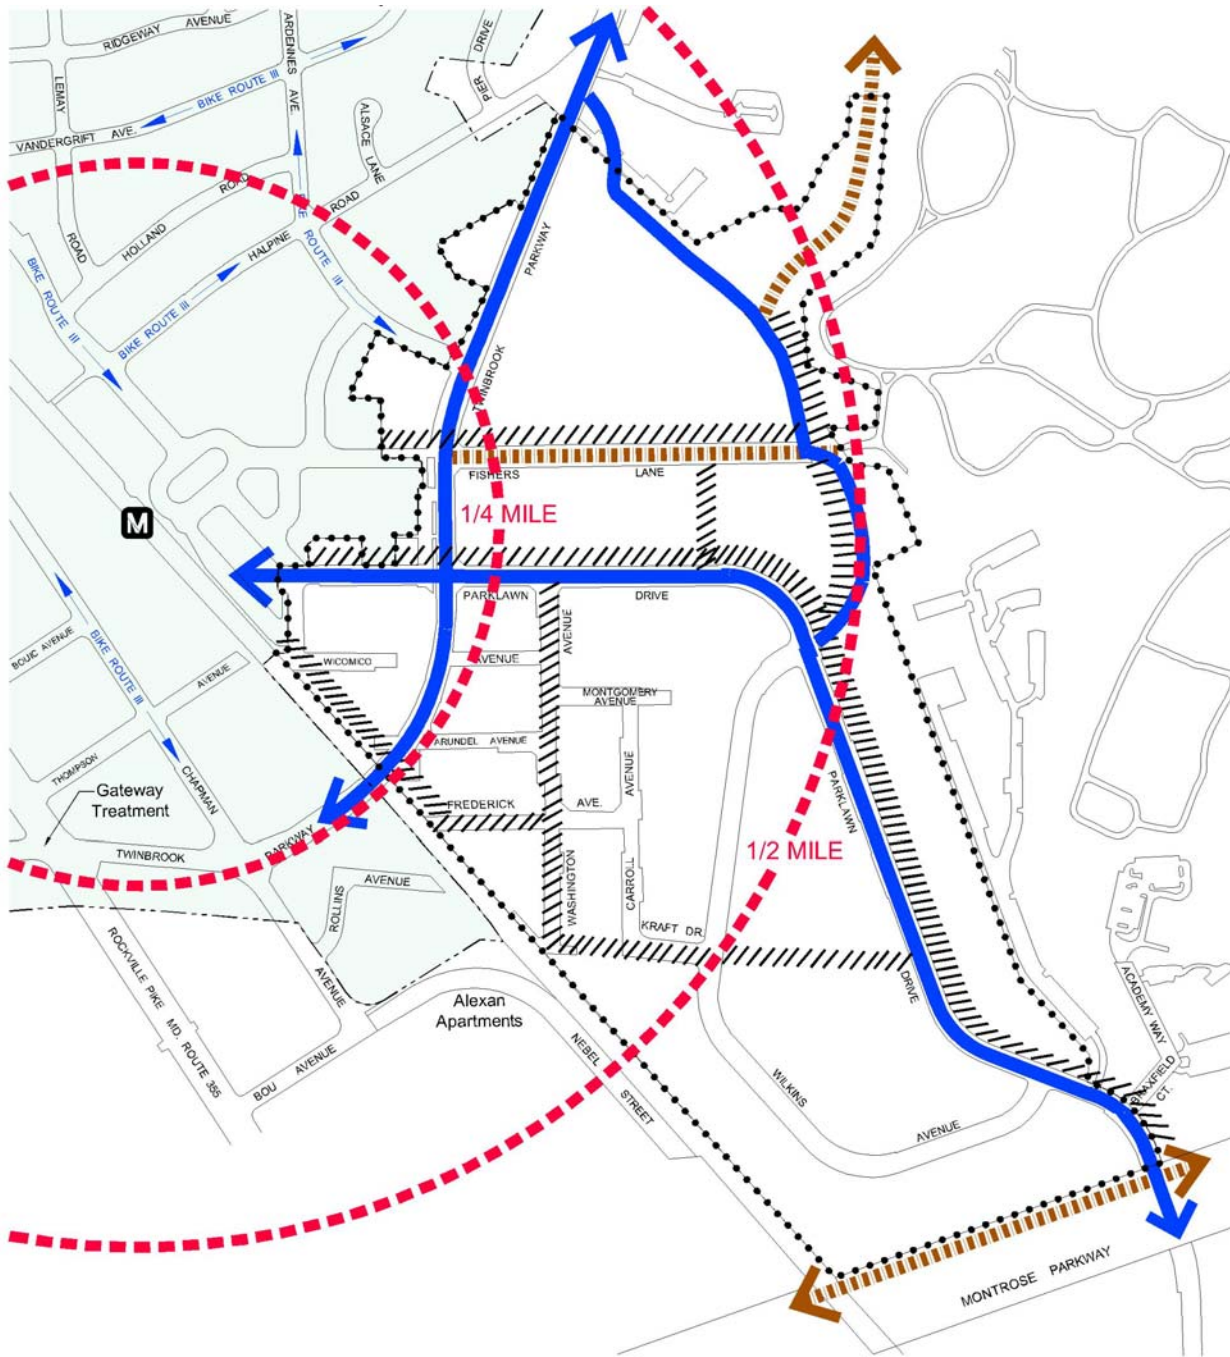 RIDGEWAY AVENUE
ARDENNES AVE.
PIER DRIVE
LEMAY
BIKE ROUTE III
VANDERGRIFT AVE.
ALSACE LANE
ROAD
HOLLAND ROAD
HALPINE ROAD
BIKE ROUTE III
BIKE ROUTE III
BIKE ROUTE III
TWINBROOK PARKWAY
FISHERS LANE
M
1/4 MILE
PARKLAWN DRIVE
BOUIC AVENUE
BIKE ROUTE III
WICOMICO AVENUE
AVENUE
AVENUE
MONTGOMERY
AVENUE
ARUNDEL AVENUE
THOMPSON
CHAPMAN
Gateway
Treatment
FREDERICK AVE.
AVENUE
PARKLAWN
TWINBROOK PARKWAY
1/2 MILE
ROLLINS AVENUE
WASHINGTON
CARROLL
KRAFT DR.
DRIVE
ROCKVILLE PIKE MD. ROUTE 355
AVENUE
Alexan
Apartments
ACADEMY WAY
BOU AVENUE
NEBEL STREET
WILKINS AVENUE
BRAXFIELD CT.
MONTROSE PARKWAY